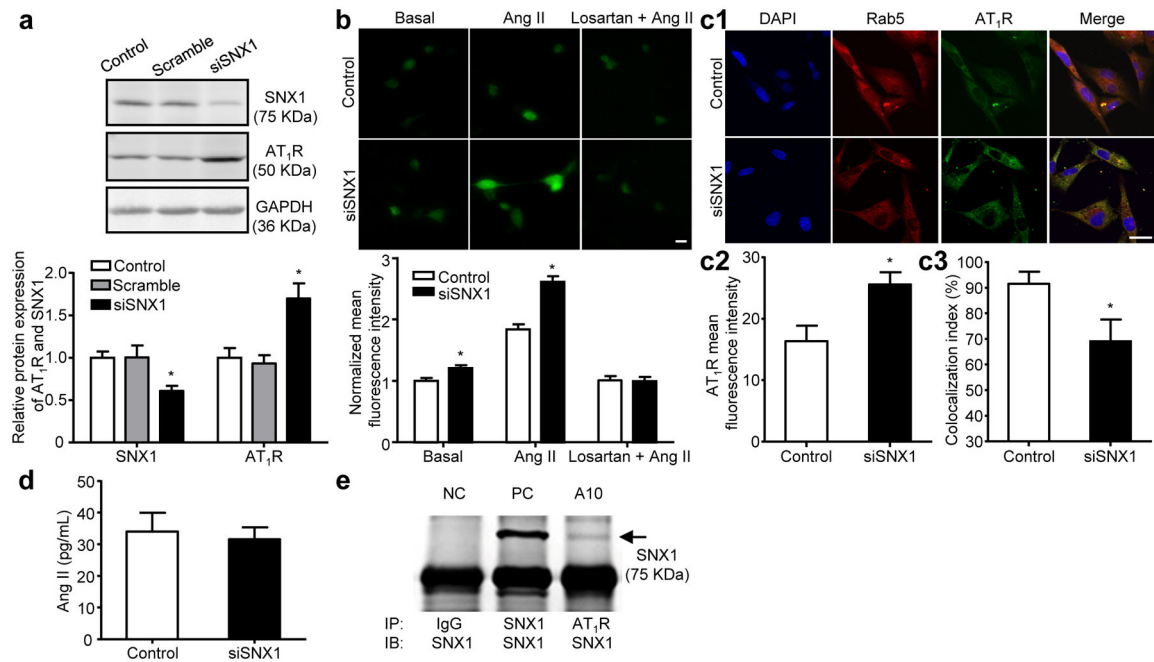 a
Control
Scramble
siSNX1
SNX1
(75 KDa)
AT1R
(50 KDa)
GAPDH
(36 KDa)
Relative protein expression
of AT1R and SNX1
2.0
1.5
1.0
0.5
0
Control
Scramble
siSNX1
*
*
SNX1
AT1R
b
Basal
Ang II
Losartan + Ang II
Control
siSNX1
Normalized mean
fluorescence intensity
3
2
1
0
Control
siSNX1
*
*
Basal
Ang II
Losartan + Ang II
c1
DAPI
Rab5
AT1R
Merge
Control
siSNX1
c2
AT1R mean
fluorescence intensity
30
20
10
0
*
Control
siSNX1
c3
Colocalization index (%)
100
90
80
70
60
50
40
30
*
Control
siSNX1
d
Ang II (pg/mL)
50
40
30
20
10
0
Control
siSNX1
e
NC
PC
A10
SNX1
(75 KDa)
IP: IgG SNX1 AT1R
IB: SNX1 SNX1 SNX1